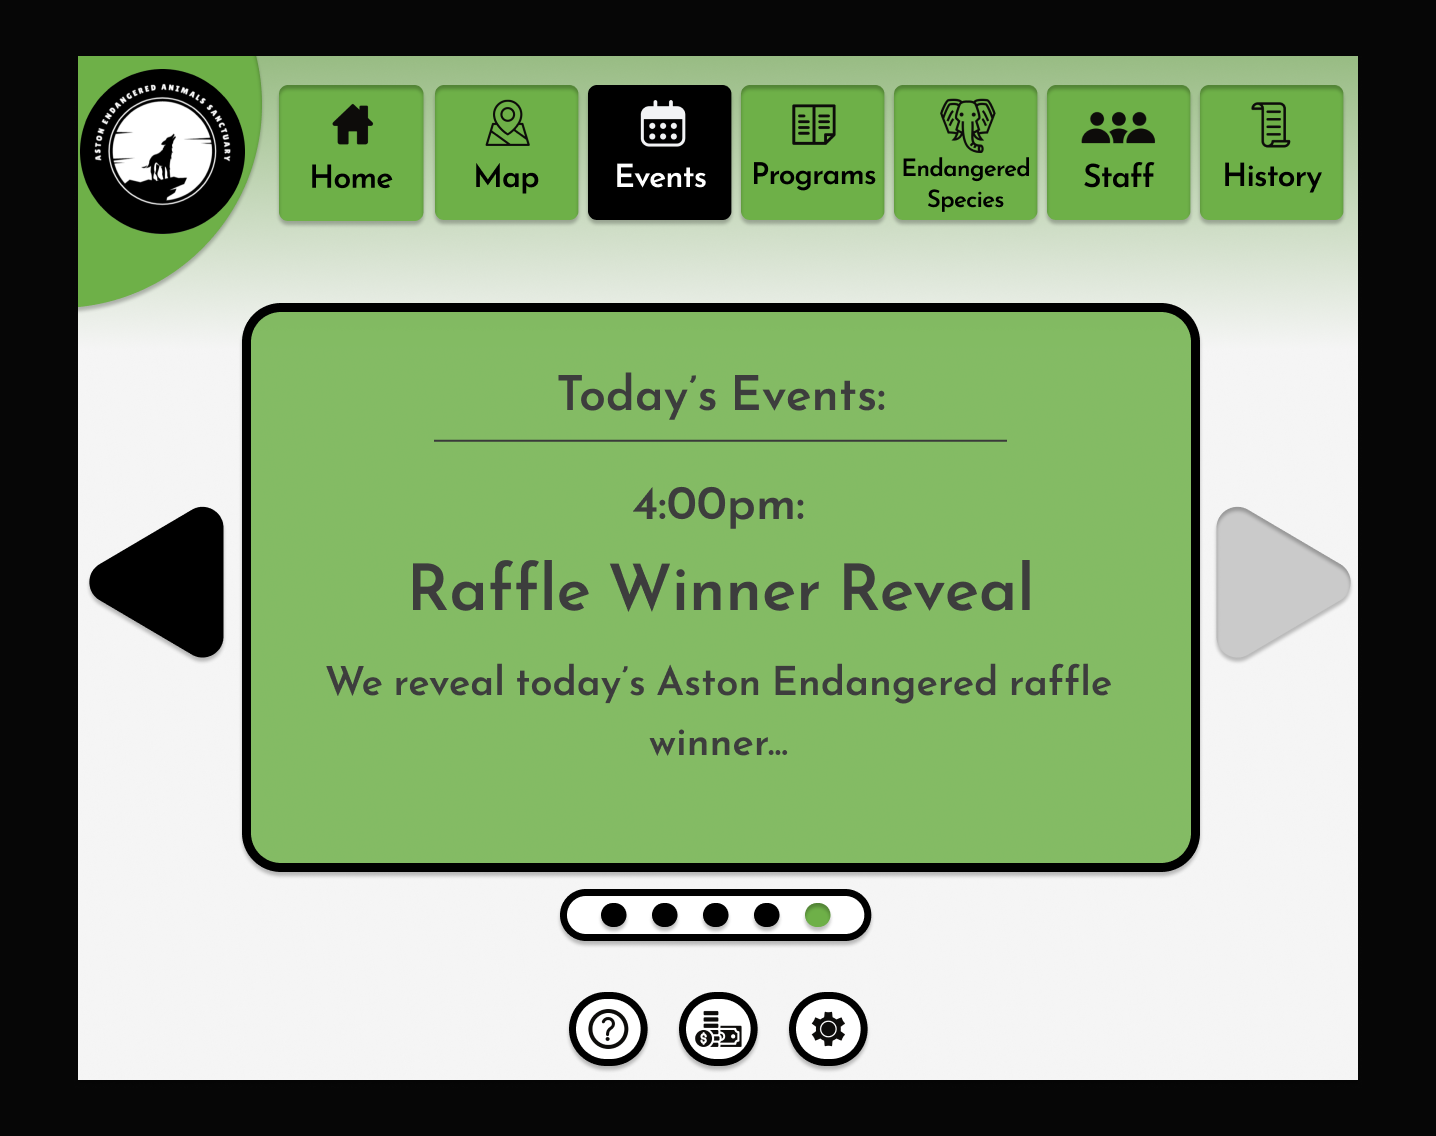 ASTON ENDANGERED ANIMALS SANCTUARY
Home
Map
Events
Programs
Endangered
Species
Staff
History
Today's Events:
4:00pm:
Raffle Winner Reveal
We reveal today's Aston Endangered raffle
winner...
?
$